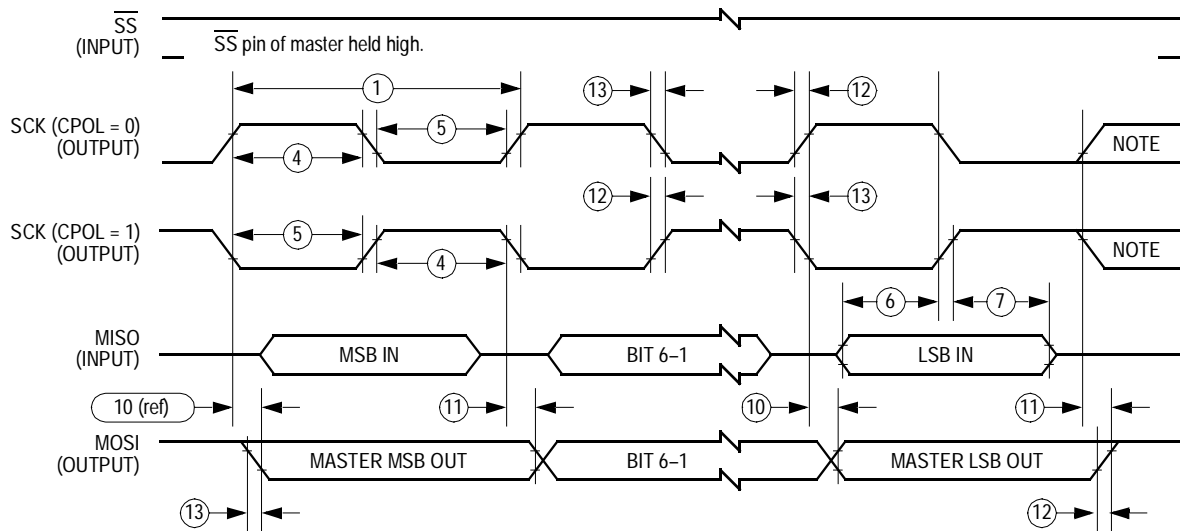 SS
(INPUT)
SS pin of master held high.
1
13
12
SCK (CPOL = 0)
(OUTPUT)
5
4
NOTE
12
13
SCK (CPOL = 1)
(OUTPUT)
5
4
NOTE
6
7
MISO
(INPUT)
MSB IN
BIT 6–1
LSB IN
10 (ref)
11
10
11
MOSI
(OUTPUT)
MASTER MSB OUT
BIT 6–1
MASTER LSB OUT
13
12